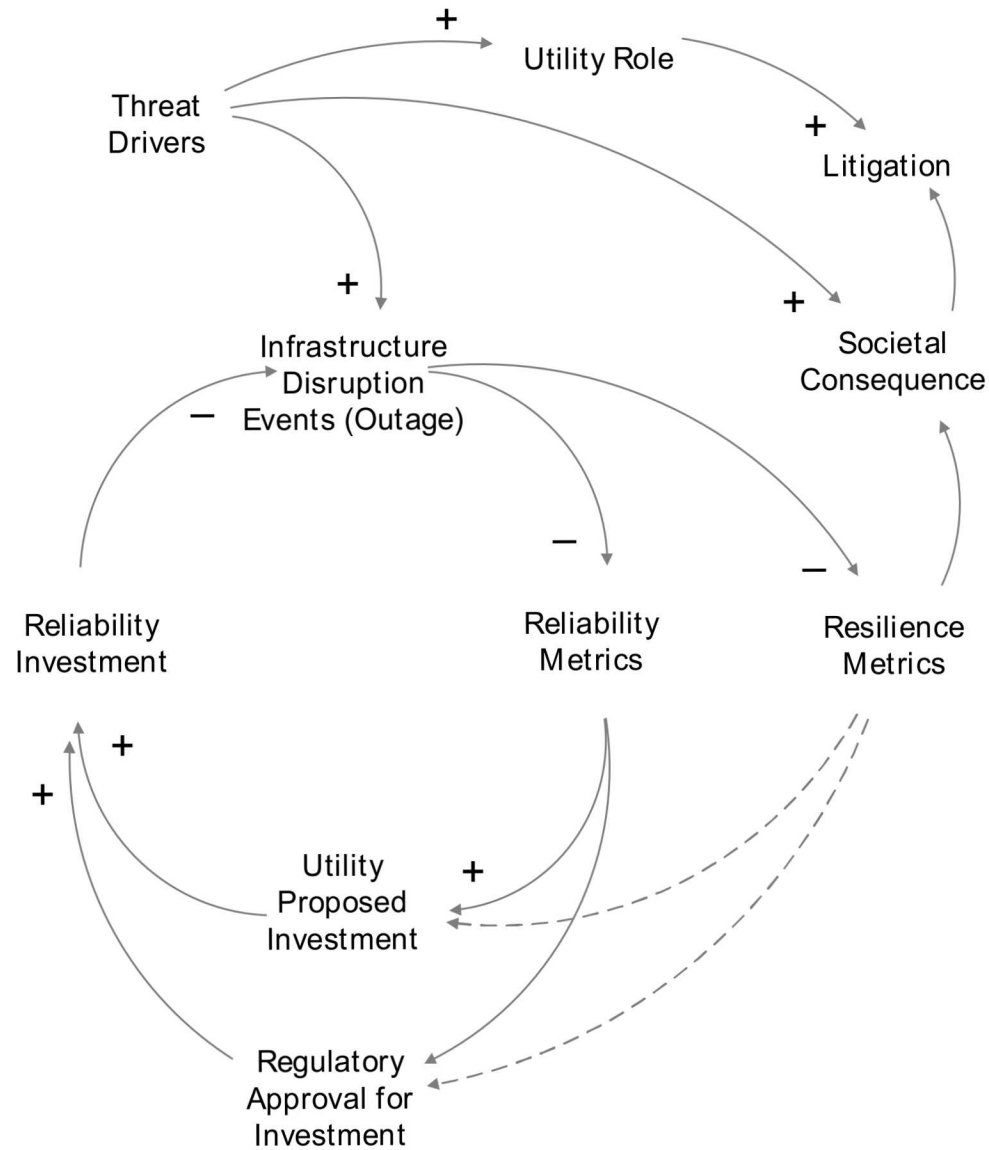 +
Utility Role
Threat
Drivers
+
Litigation
+
+
Infrastructure
Disruption
Events (Outage)
−
Societal
Consequence
−
−
Reliability
Investment
Reliability
Metrics
Resilience
Metrics
+
+
Utility
Proposed
Investment
+
Regulatory
Approval for
Investment